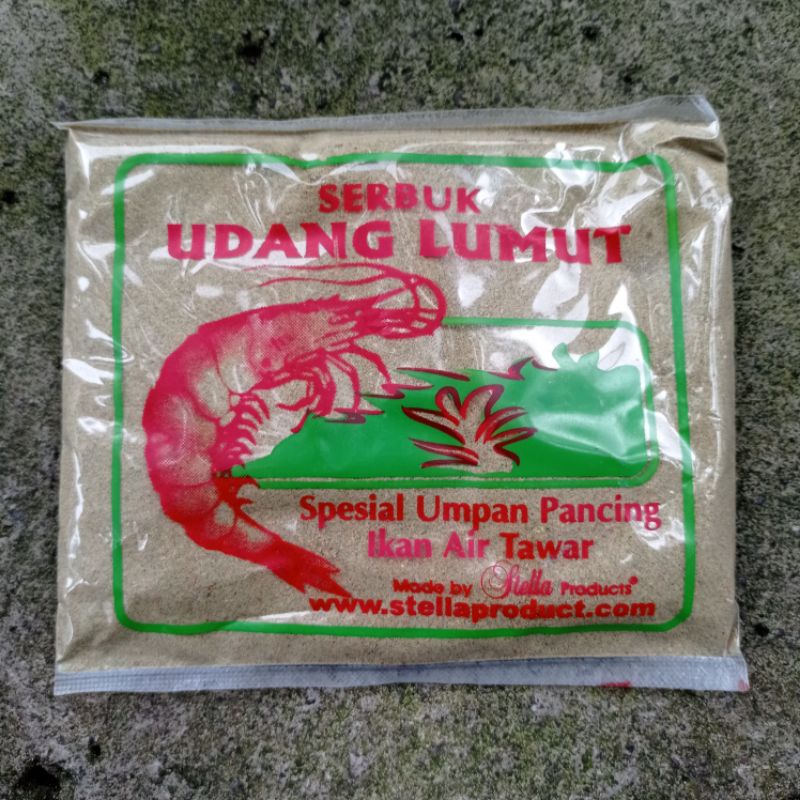 SERBUK
UDANG LUMUT
Spesial Umpan Pancing
Ikan Air Tawar
Made by Stella Products®
www.stellaproduct.com